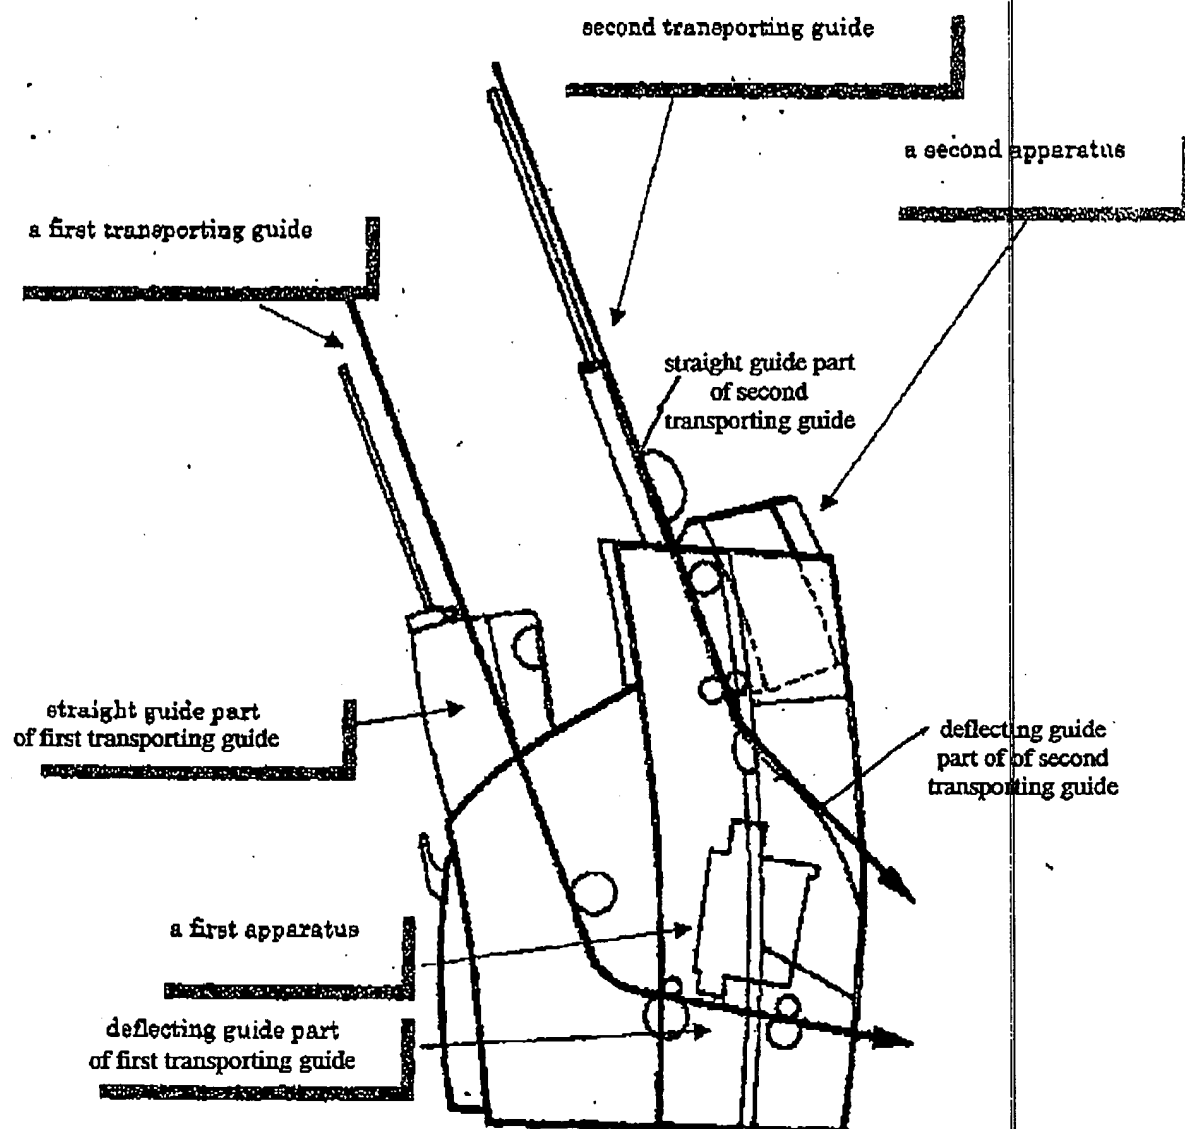 second transporting guide
a second apparatus
a first transporting guide
straight guide part
of second
transporting guide
straight guide part
of first transporting guide
deflecting guide
part of of second
transporting guide
a first apparatus
deflecting guide part
of first transporting guide